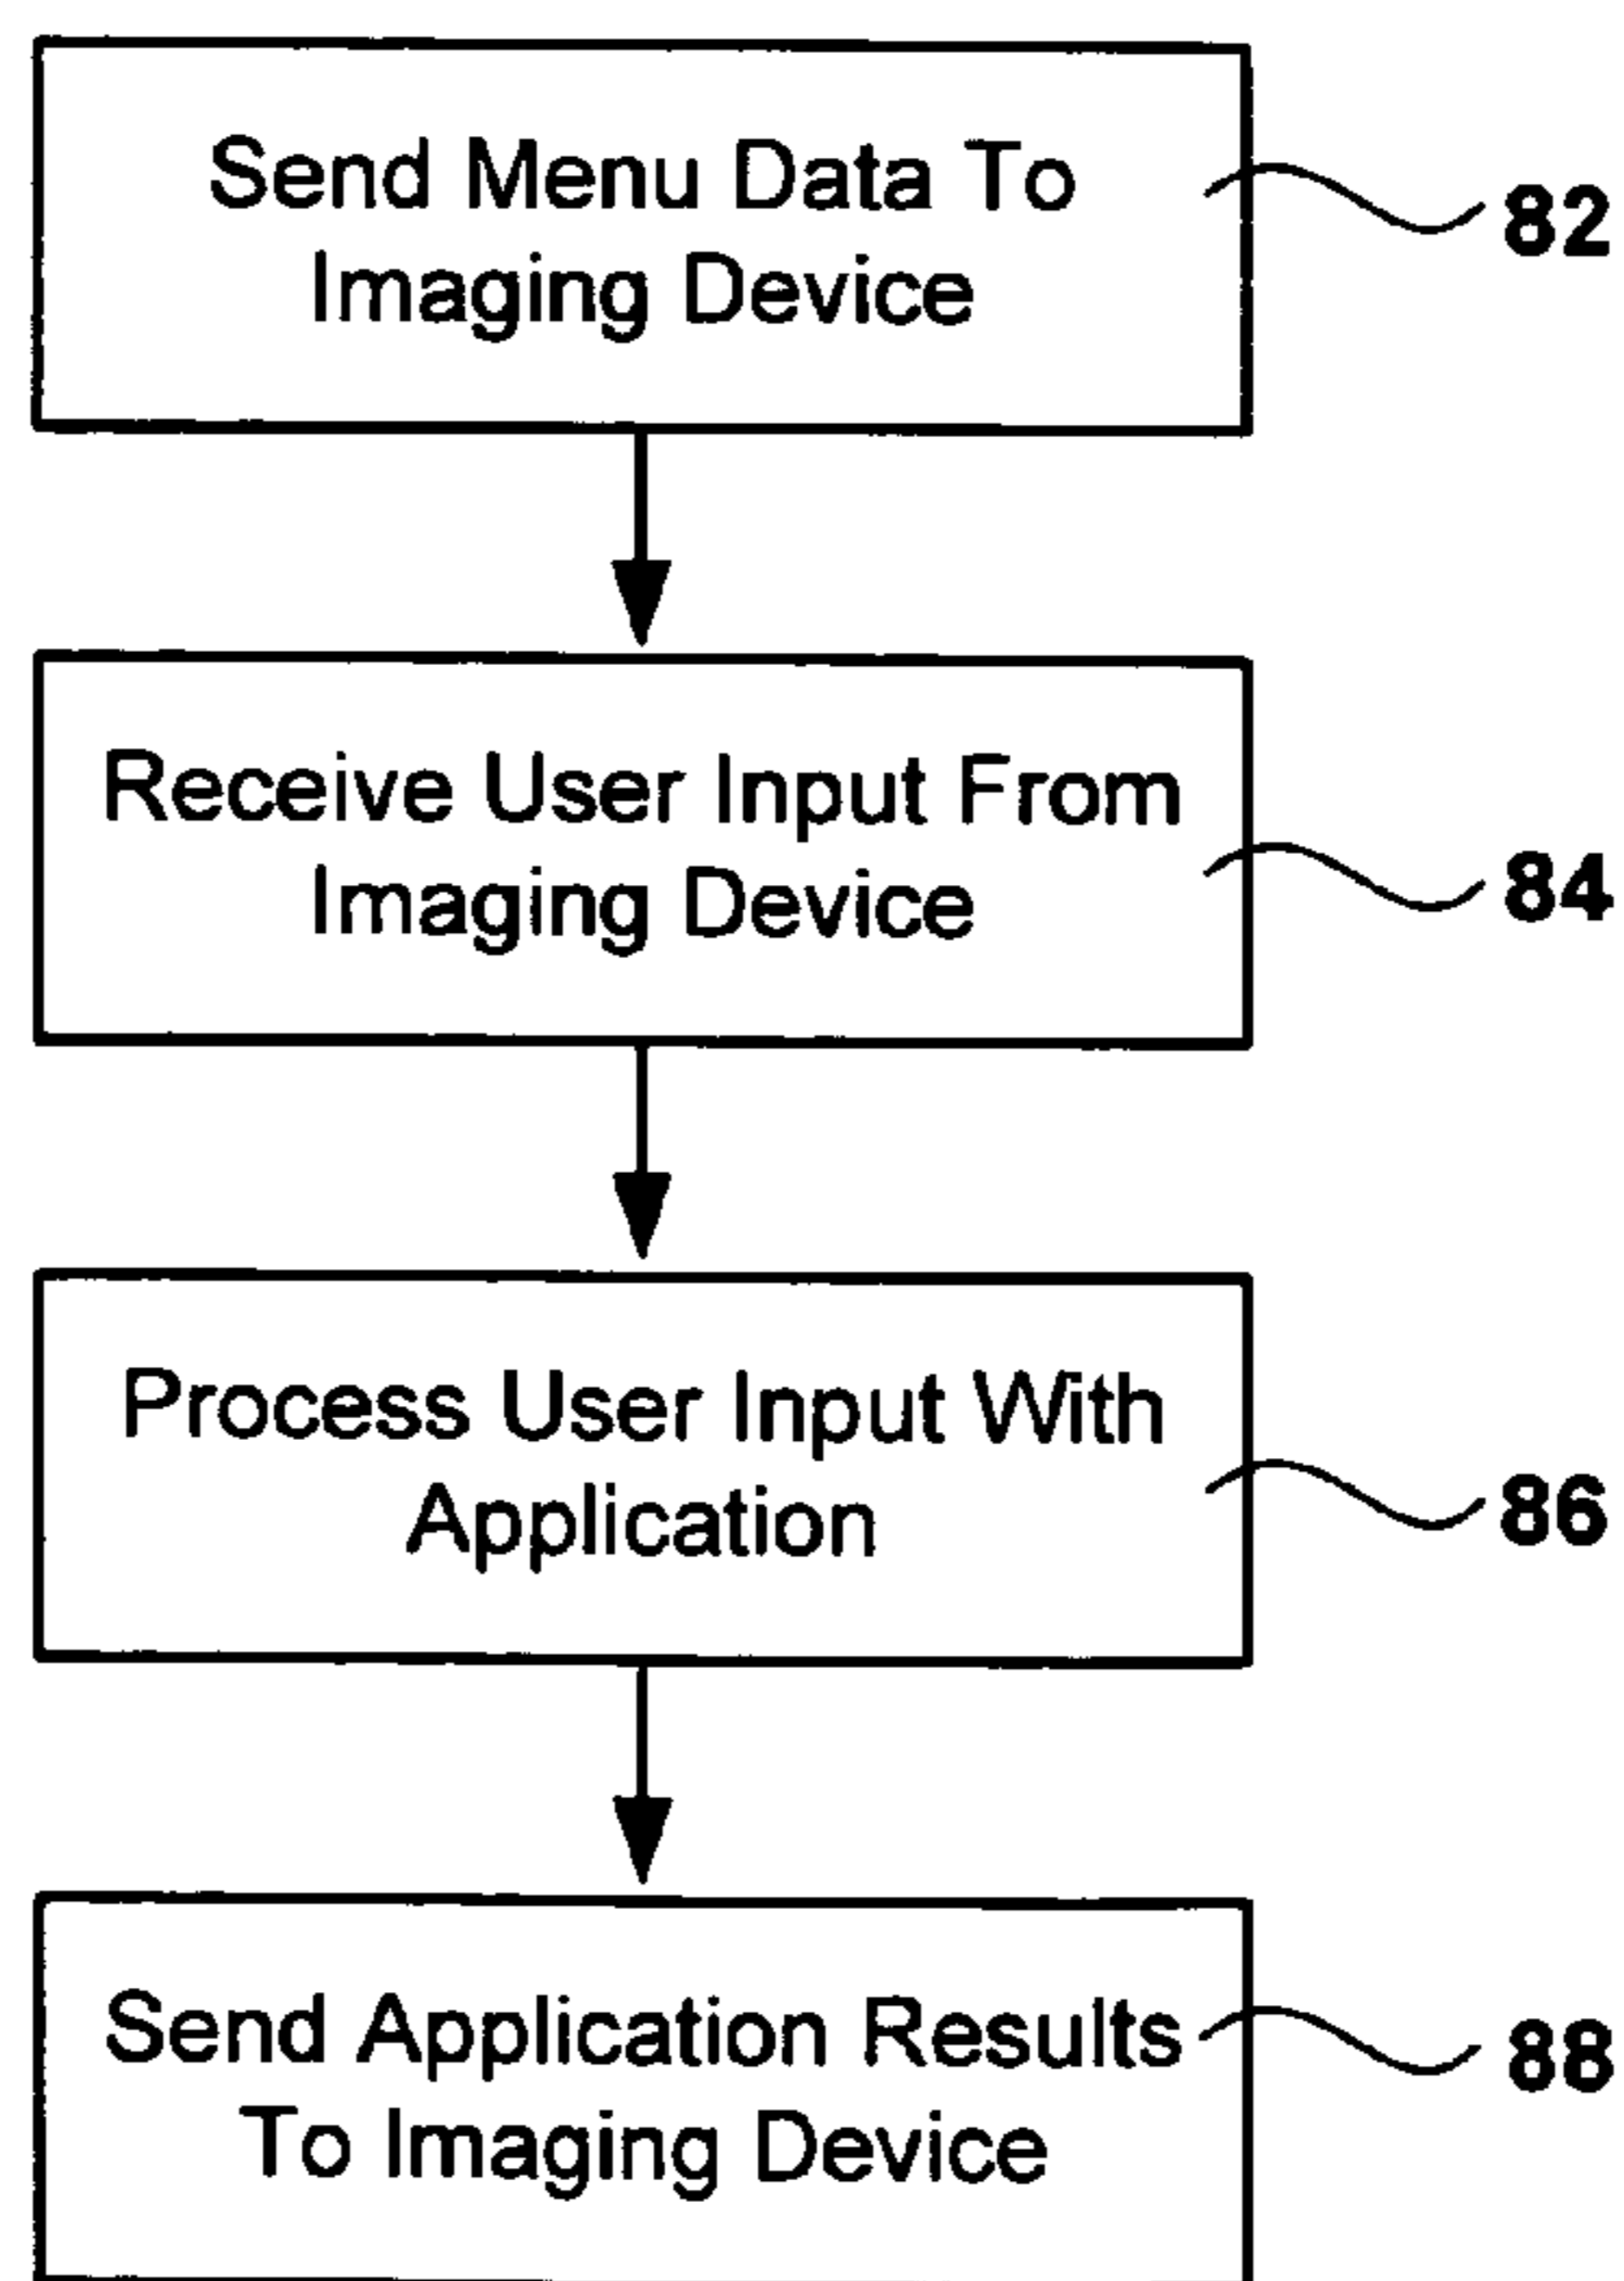 Send Menu Data To
Imaging Device
82
Receive User Input From
Imaging Device
84
Process User Input With
Application
86
Send Application Results
To Imaging Device
88